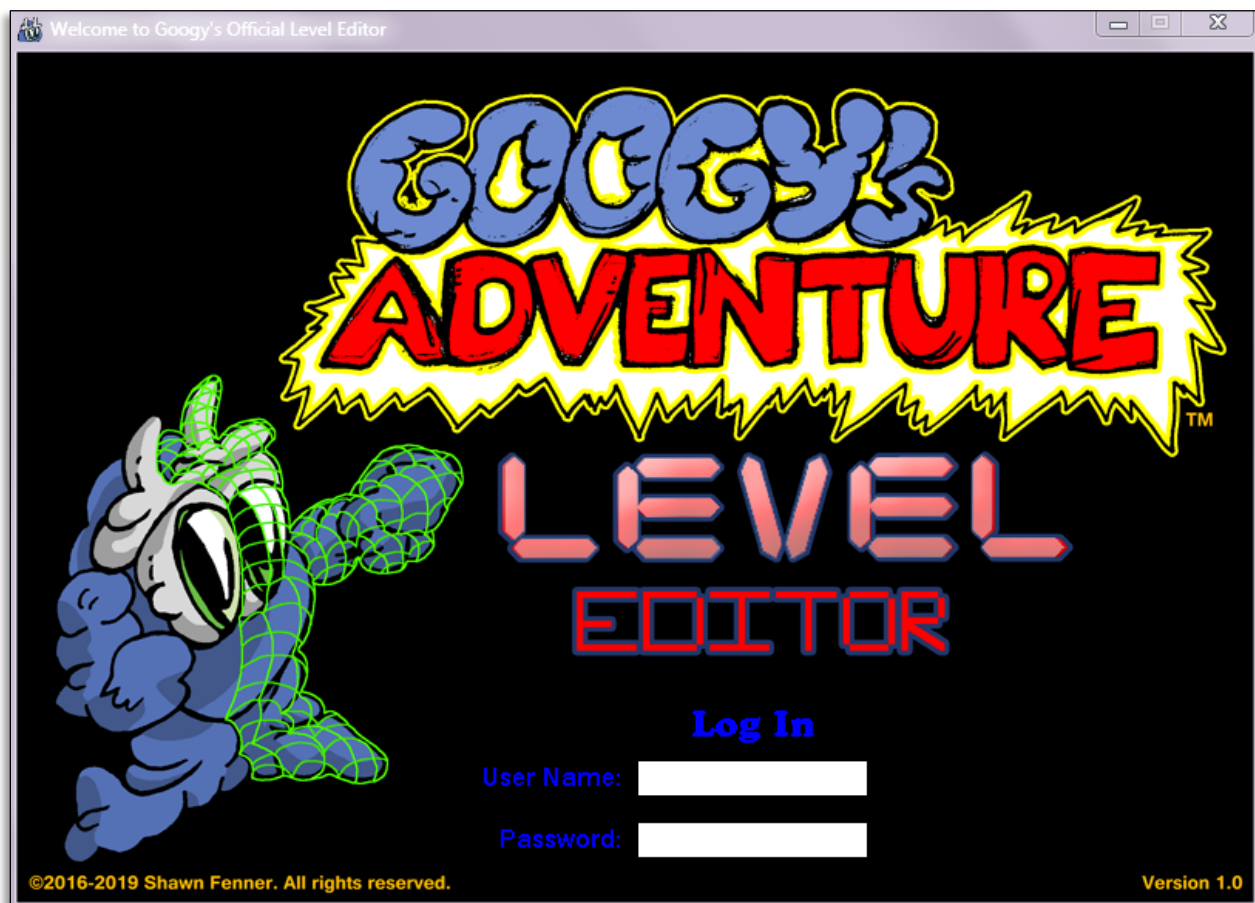 Welcome to Googy's Official Level Editor
GOOGY's
ADVENTURE
TM
LEVEL
EDITOR
Log In
User Name:
Password:
©2016-2019 Shawn Fenner. All rights reserved.
Version 1.0